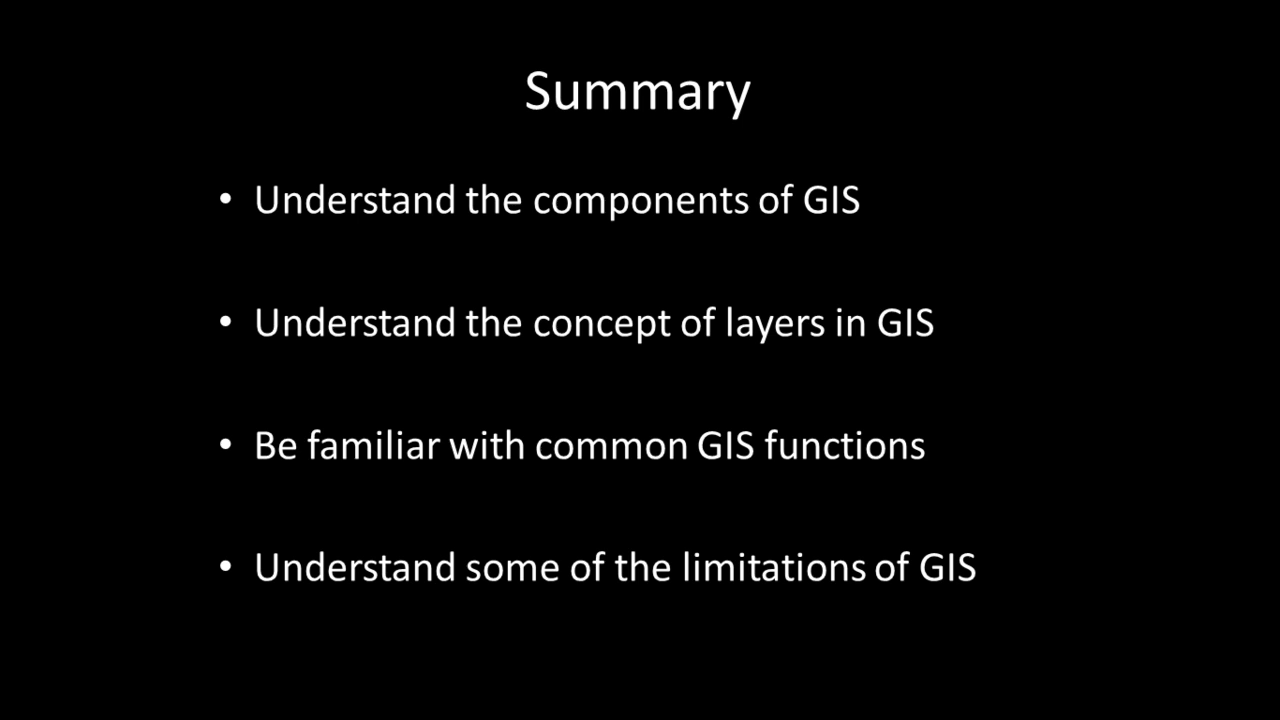 Summary
• Understand the components of GIS
• Understand the concept of layers in GIS
• Be familiar with common GIS functions
• Understand some of the limitations of GIS